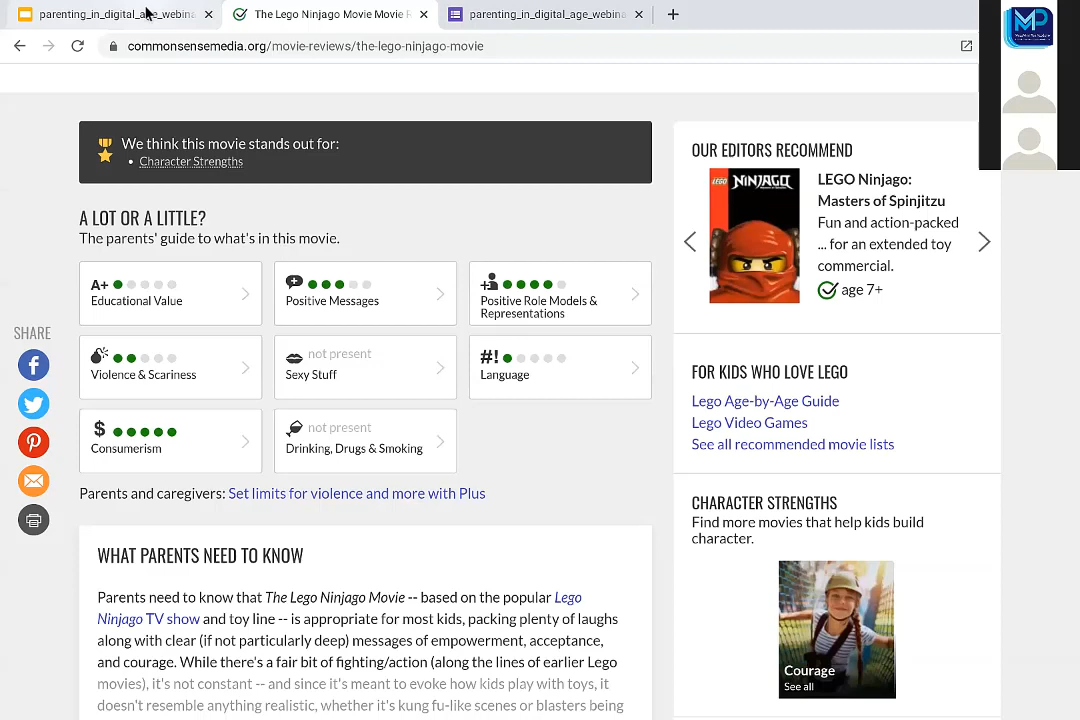 parenting_in_digital_age_webina
The Lego Ninjago Movie Movie R
parenting_in_digital_age_webina
commonsensemedia.org/movie-reviews/the-lego-ninjago-movie
MP
We think this movie stands out for:
• Character Strengths
A LOT OR A LITTLE?
The parents' guide to what's in this movie.
A+
Educational Value
Positive Messages
Positive Role Models &
Representations
Violence & Scariness
not present
Sexy Stuff
#!
Language
$
Consumerism
not present
Drinking, Drugs & Smoking
Parents and caregivers: Set limits for violence and more with Plus
SHARE
WHAT PARENTS NEED TO KNOW
Parents need to know that The Lego Ninjago Movie -- based on the popular Lego
Ninjago TV show and toy line -- is appropriate for most kids, packing plenty of laughs
along with clear (if not particularly deep) messages of empowerment, acceptance,
and courage. While there's a fair bit of fighting/action (along the lines of earlier Lego
movies), it's not constant -- and since it's meant to evoke how kids play with toys, it
doesn't resemble anything realistic, whether it's kung fu-like scenes or blasters being
OUR EDITORS RECOMMEND
LEGO NINJAGO
LEGO Ninjago:
Masters of Spinjitzu
Fun and action-packed
... for an extended toy
commercial.
age 7+
FOR KIDS WHO LOVE LEGO
Lego Age-by-Age Guide
Lego Video Games
See all recommended movie lists
CHARACTER STRENGTHS
Find more movies that help kids build
character.
Courage
See all